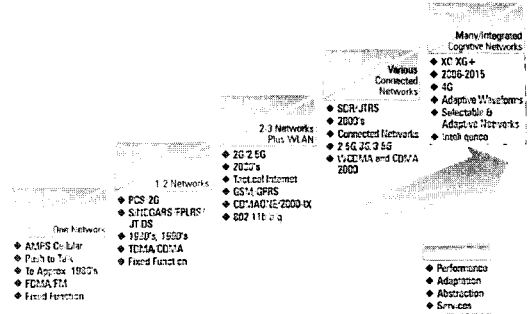 One Network
◆ AMPS Cellular
◆ Push to Talk
◆ To Approx. 1980's
◆ FDMA/FM
◆ Fixed Function
1-2 Networks
◆ PCS 2G
◆ SINCGARS/EPLRS/
JTIDS
◆ 1980's, 1990's
◆ TDMA/CDMA
◆ Fixed Function
2-3 Networks
Plus WLAN
◆ 2G/2.5G
◆ 2000's
◆ Tactical Internet
◆ GSM, GPRS
◆ CDMAONE/2000-1X
◆ 802.11b/a/g
Various
Connected
Networks
◆ SDR/JTRS
◆ 2000's
◆ Connected Networks
◆ 2.5G, 3G, 3.5G
◆ WCDMA and CDMA
2000
Many/Integrated
Cognitive Networks
◆ XG, XG+
◆ 2006-2015
◆ 4G
◆ Adaptive Waveforms
◆ Selectable &
Adaptive Networks
◆ Intelligence
◆ Performance
◆ Adaptation
◆ Abstraction
◆ Services